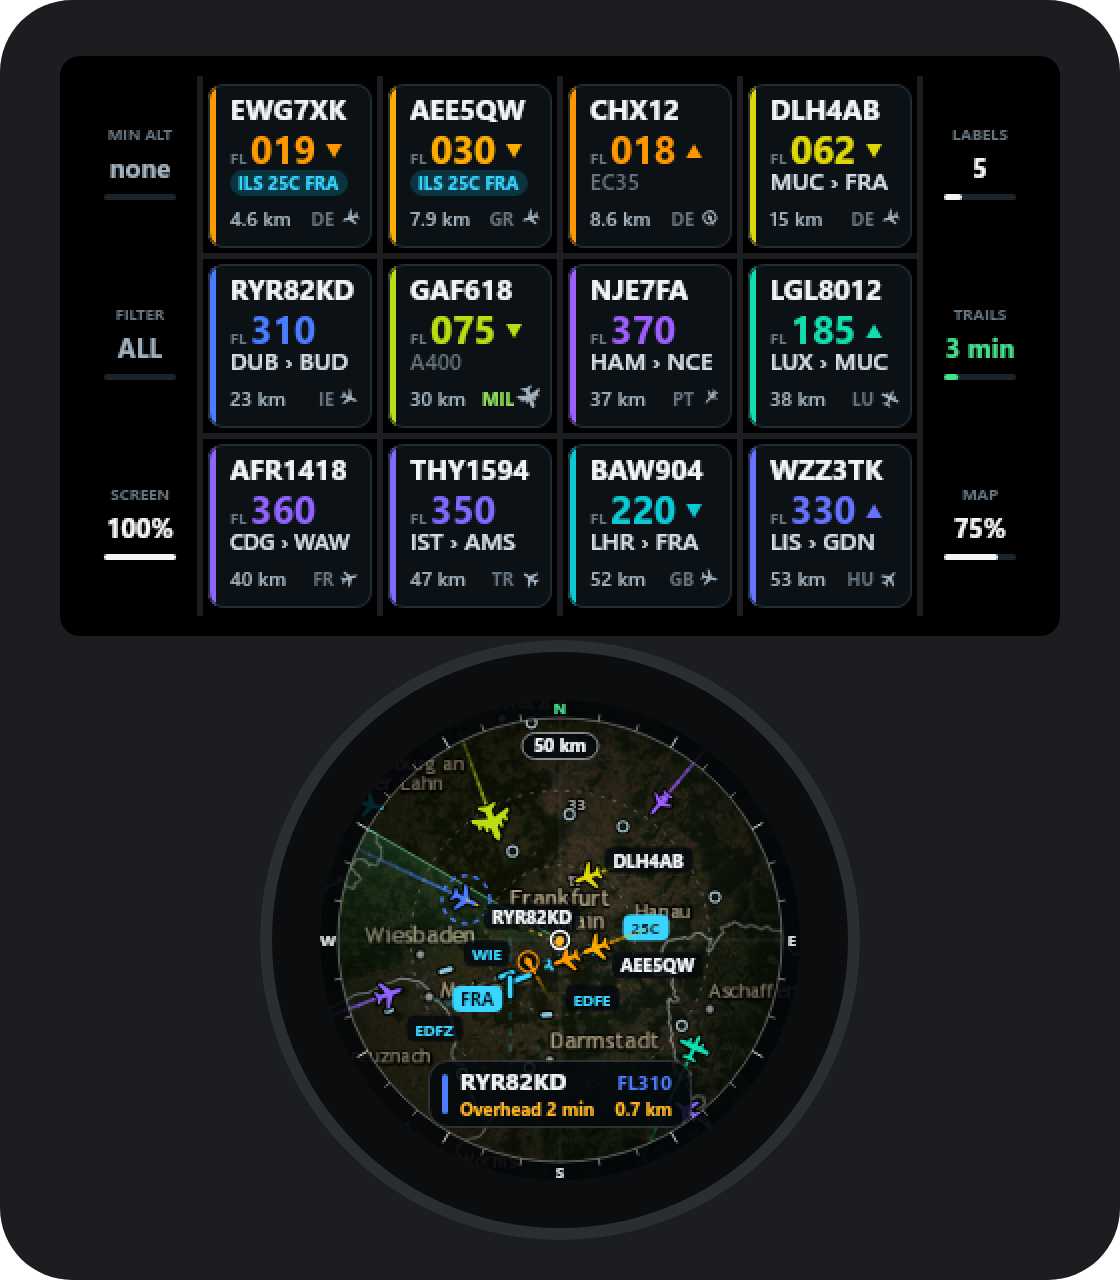 MIN ALT
none
FILTER
ALL
SCREEN
100%
EWG7XK
FL 019 ▼
ILS 25C FRA
4.6 km DE
AEE5QW
FL 030 ▼
ILS 25C FRA
7.9 km GR
CHX12
FL 018 ▲
EC35
8.6 km DE
DLH4AB
FL 062 ▼
MUC › FRA
15 km DE
RYR82KD
FL 310
DUB › BUD
23 km IE
GAF618
FL 075 ▼
A400
30 km MIL
NJE7FA
FL 370
HAM › NCE
37 km PT
LGL8012
FL 185 ▲
LUX › MUC
38 km LU
AFR1418
FL 360
CDG › WAW
40 km FR
THY1594
FL 350
IST › AMS
47 km TR
BAW904
FL 220 ▼
LHR › FRA
52 km GB
WZZ3TK
FL 330 ▲
LIS › GDN
53 km HU
LABELS
5
TRAILS
3 min
MAP
75%
N
50 km
an
Lahn
33
DLH4AB
Frankfurt
RYR82KD
Hanau
25C
W
Wiesbaden
E
WIE
AEE5QW
FRA
EDFE
Aschaff
EDFZ
Darmstadt
uznach
RYR82KD FL310
Overhead 2 min 0.7 km
S